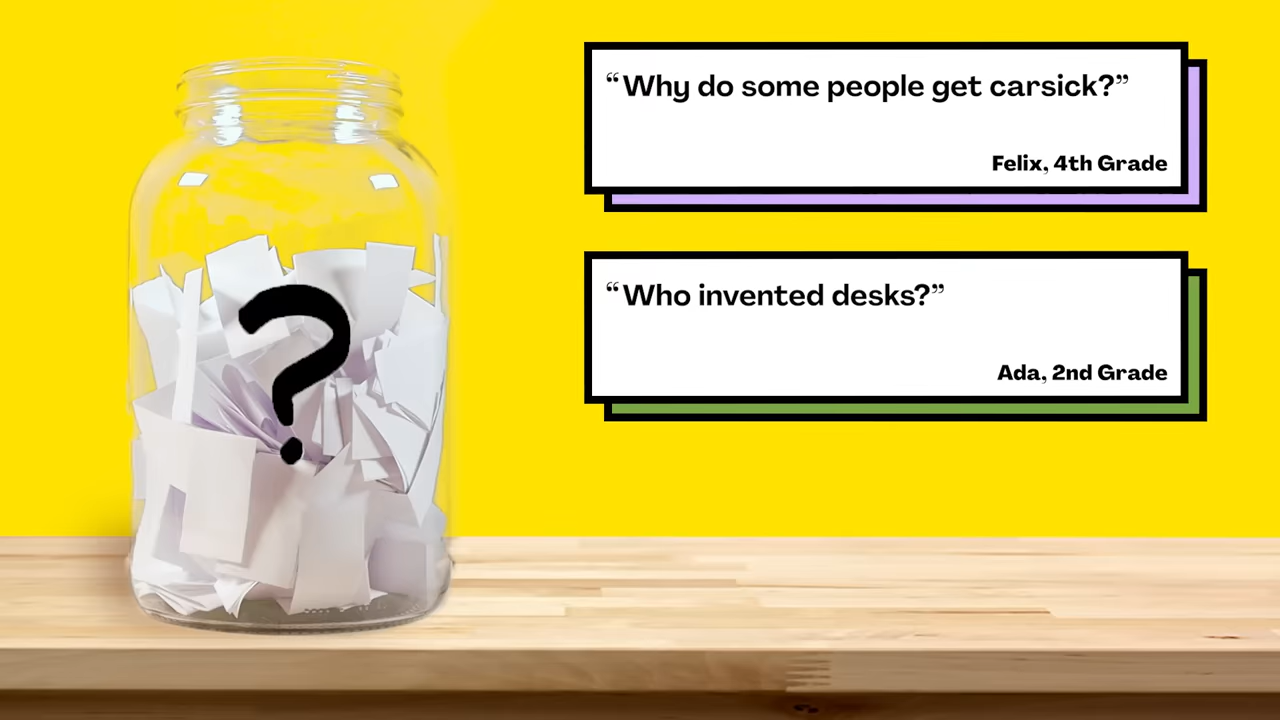 ?
“Why do some people get carsick?”
Felix, 4th Grade
“Who invented desks?”
Ada, 2nd Grade